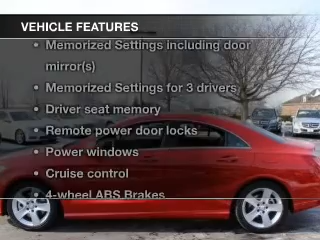 VEHICLE FEATURES
• Memorized Settings including door
mirror(s)
• Memorized Settings for 3 drivers
• Driver seat memory
• Remote power door locks
• Power windows
• Cruise control
• 4-wheel ABS Brakes